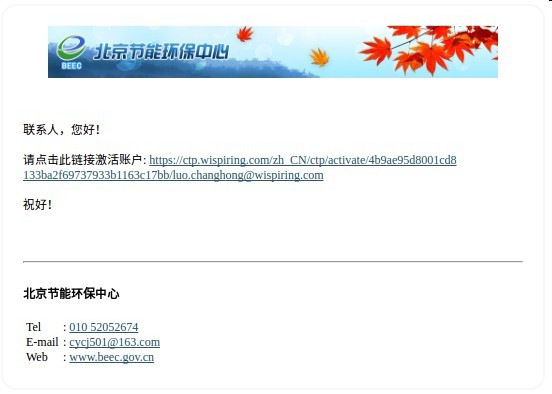 BEEC
北京节能环保中心
联系人，您好！
请点击此链接激活账户: https://ctp.wispiring.com/zh_CN/ctp/activate/4b9ae95d8001cd8
133ba2f69737933b1163c17bb/luo.changhong@wispiring.com
祝好！
北京节能环保中心
Tel : 010 52052674
E-mail : cycj501@163.com
Web : www.beec.gov.cn